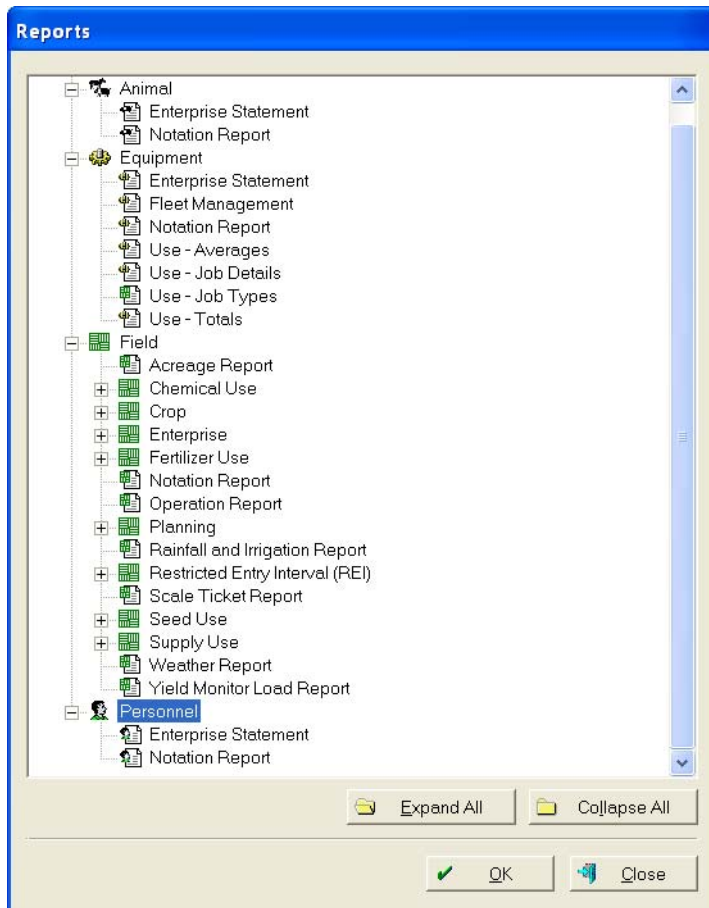 Reports
Animal
Enterprise Statement
Notation Report
Equipment
Enterprise Statement
Fleet Management
Notation Report
Use - Averages
Use - Job Details
Use - Job Types
Use - Totals
Field
Acreage Report
Chemical Use
Crop
Enterprise
Fertilizer Use
Notation Report
Operation Report
Planning
Rainfall and Irrigation Report
Restricted Entry Interval (REI)
Scale Ticket Report
Seed Use
Supply Use
Weather Report
Yield Monitor Load Report
Personnel
Enterprise Statement
Notation Report
Expand All Collapse All
OK Close